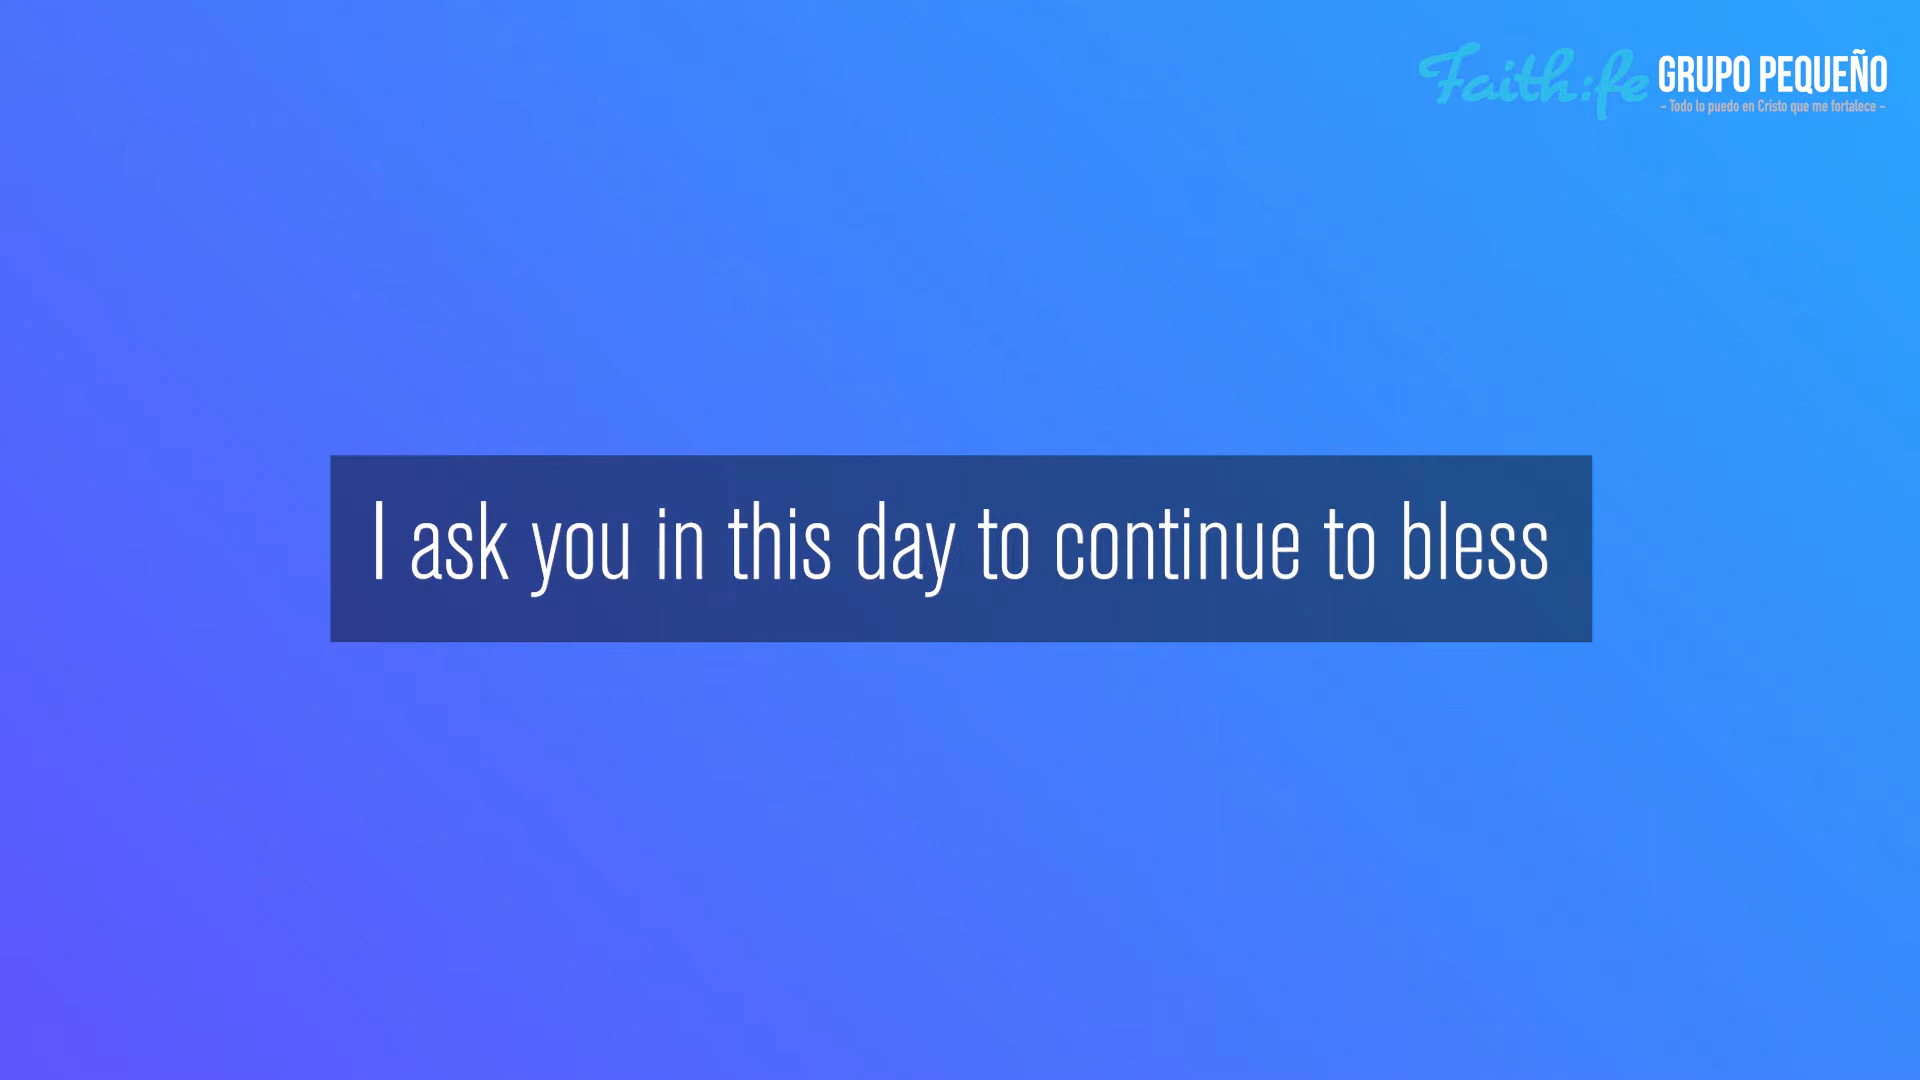 Faith:fe GRUPO PEQUEÑO
- Todo lo puedo en Cristo que me fortalece -
I ask you in this day to continue to bless